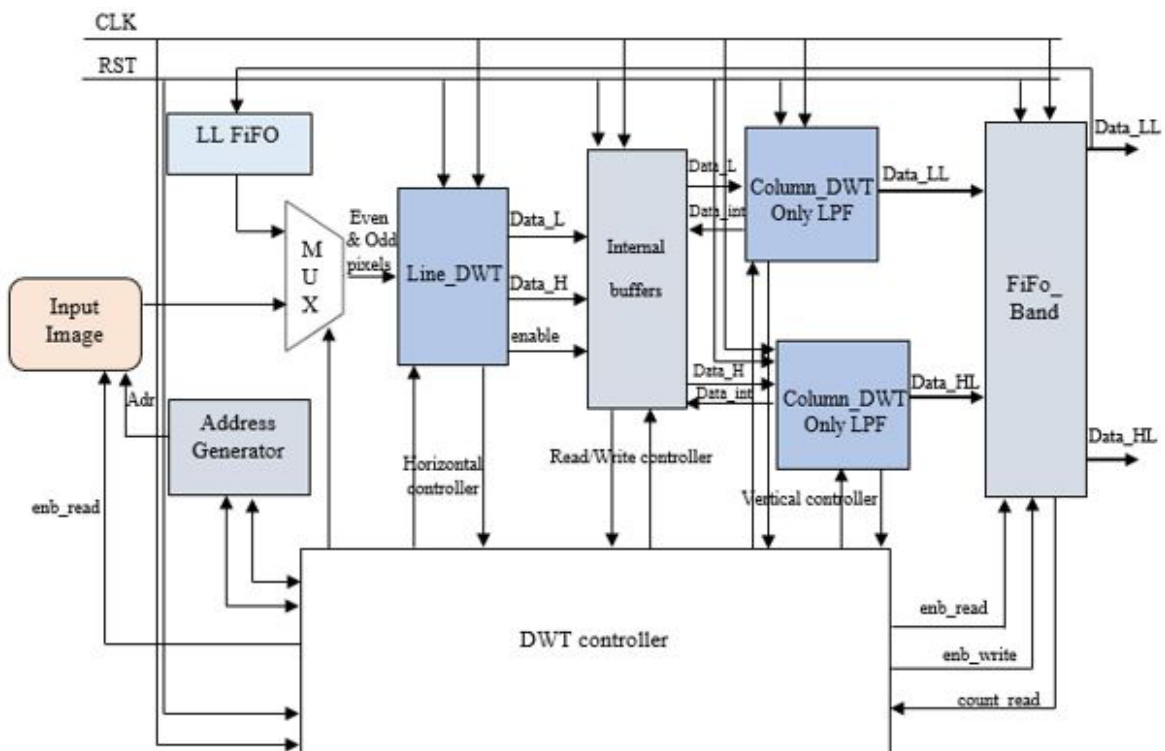 CLK
RST
LL FiFO
Data_LL
Data_L
Column_DWT
Only LPF
Data_LL
Data_int
Even
& Odd
pixels
M
U
X
Data_L
Line_DWT
Data_H
enable
Internal
buffers
FiFo_
Band
Input
Image
Data_H
Data_int
Column_DWT
Only LPF
Data_HL
Data_HL
Adr
Address
Generator
Horizontal
controller
Read/Write controller
Vertical controller
enb_read
DWT controller
enb_read
enb_write
count_read